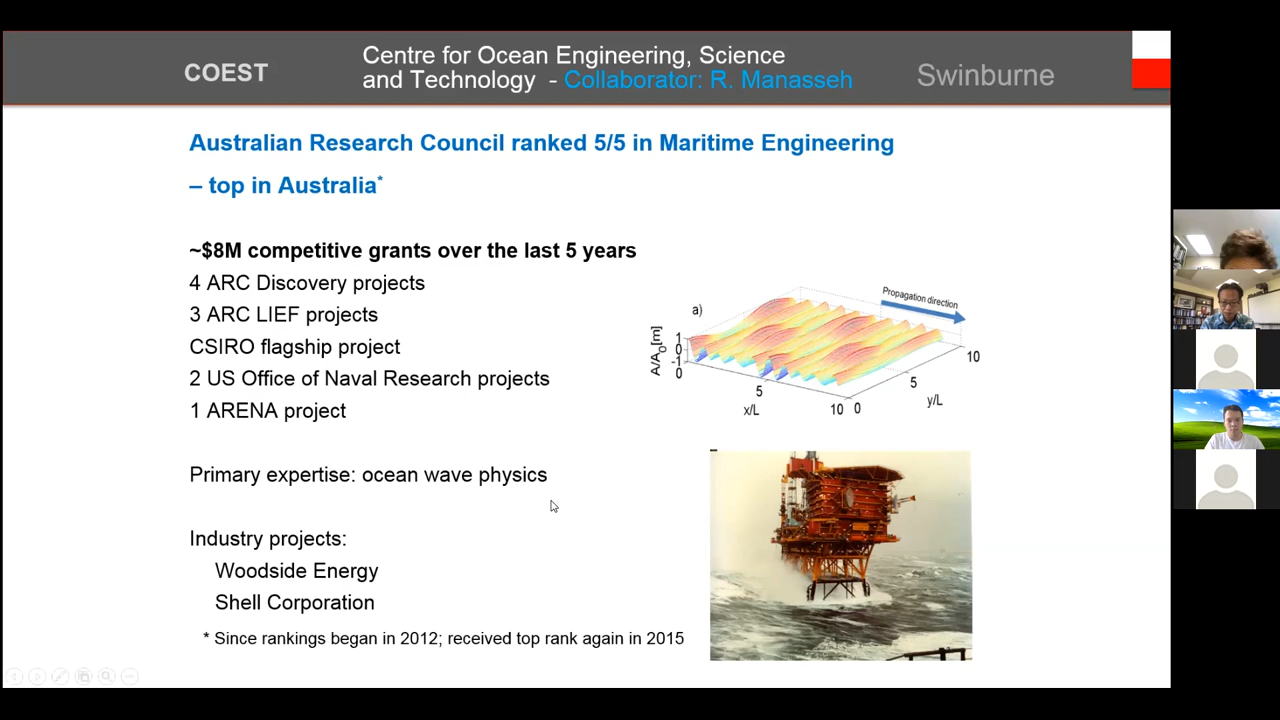 COEST
Centre for Ocean Engineering, Science
and Technology - Collaborator: R. Manasseh
Swinburne
Australian Research Council ranked 5/5 in Maritime Engineering
– top in Australia*
~$8M competitive grants over the last 5 years
4 ARC Discovery projects
3 ARC LIEF projects
CSIRO flagship project
2 US Office of Naval Research projects
1 ARENA project
Primary expertise: ocean wave physics
Industry projects:
Woodside Energy
Shell Corporation
* Since rankings began in 2012; received top rank again in 2015
a)
Propagation direction
A/A0[m]
1
0
-1
0
5
10
x/L
0
5
10
y/L